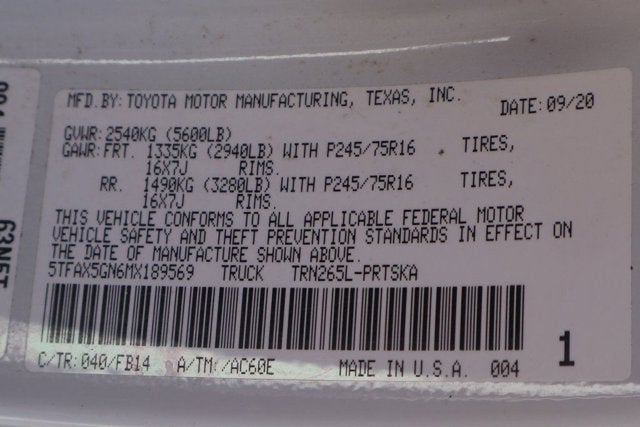 MFD.BY:TOYOTA MOTOR MANUFACTURING, TEXAS, INC. DATE:09/20
GVWR:2540KG (5600LB)
GAWR:FRT. 1335KG (2940LB) WITH P245/75R16 TIRES,
16X7J RIMS.
RR. 1490KG (3280LB) WITH P245/75R16 TIRES,
16X7J RIMS.
THIS VEHICLE CONFORMS TO ALL APPLICABLE FEDERAL MOTOR
VEHICLE SAFETY AND THEFT PREVENTION STANDARDS IN EFFECT ON
THE DATE OF MANUFACTURE SHOWN ABOVE.
5TFAX5GN6MX189569 TRUCK TRN265L-PRTSKA
1
C/TR:040/FB14 A/TM:/AC60E MADE IN U.S.A. 004